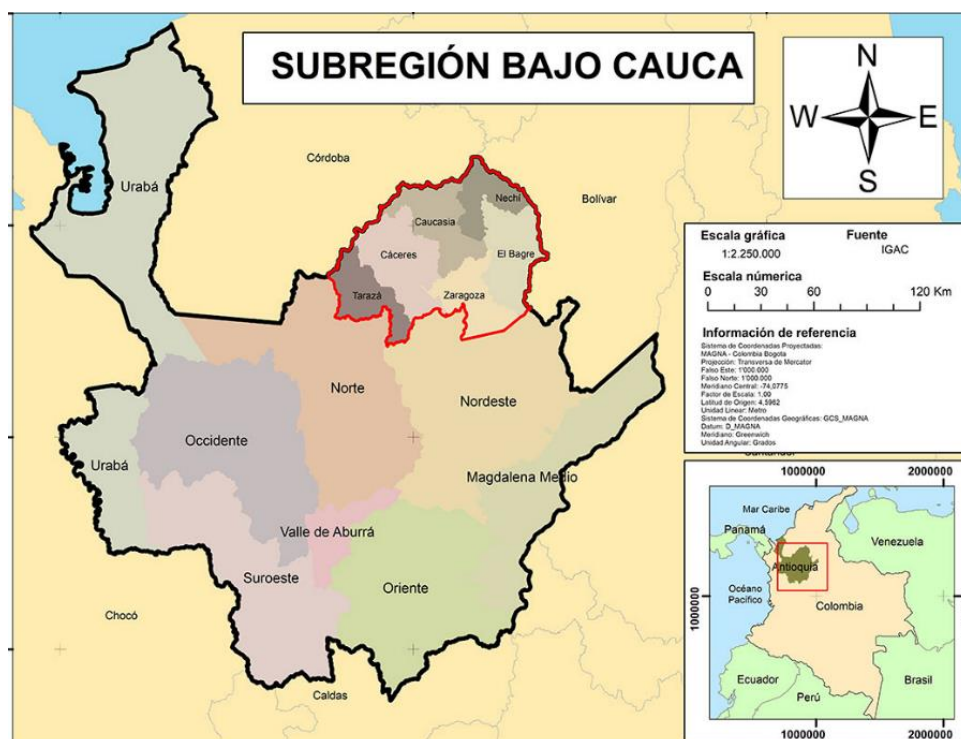 SUBREGIÓN BAJO CAUCA
N
W E
S
Urabá
Córdoba
Bolívar
Nechí
Caucasia
Cáceres
El Bagre
Tarazá
Zaragoza
Norte
Nordeste
Occidente
Urabá
Magdalena Medio
Valle de Aburrá
Suroeste
Oriente
Chocó
Caldas
Escala gráfica
1:2.250.000
Fuente
IGAC
Escala númerica
0 30 60 120 Km
Información de referencia
Sistema de Coordenadas Proyectadas:
MAGNA - Colombia Bogota
Projección: Transversa de Mercator
Falso Este: 1'000.000
Falso Norte: 1'000.000
Meridiano Central: -74,0775
Factor de Escala: 1,00
Latitud de Origen: 4,5962
Unidad Linear: Metro
Sistema de Coordenadas Geográficas: GCS_MAGNA
Datum: D_MAGNA
Meridiano: Greenwich
Unidad Angular: Grados
Santander
1000000 2000000
Mar Caribe
Panamá
Venezuela
Antioquia
Océano
Pacífico
Colombia
1000000
Ecuador
Perú
Brasil
1000000 2000000